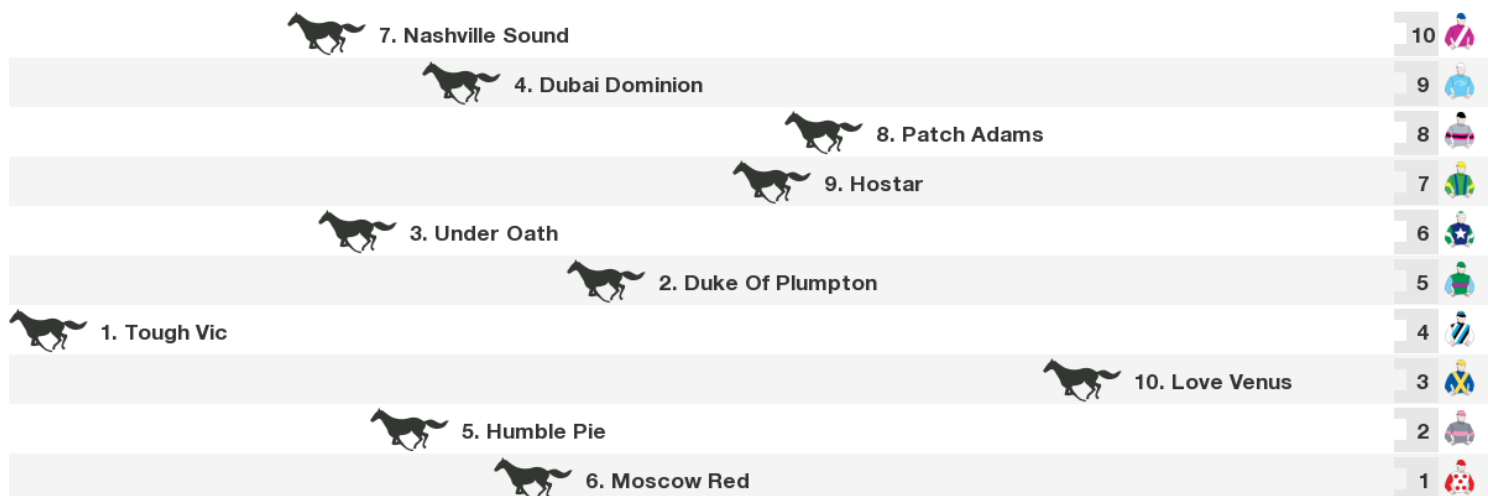 7. Nashville Sound 10
4. Dubai Dominion 9
8. Patch Adams 8
9. Hostar 7
3. Under Oath 6
2. Duke Of Plumpton 5
1. Tough Vic 4
10. Love Venus 3
5. Humble Pie 2
6. Moscow Red 1